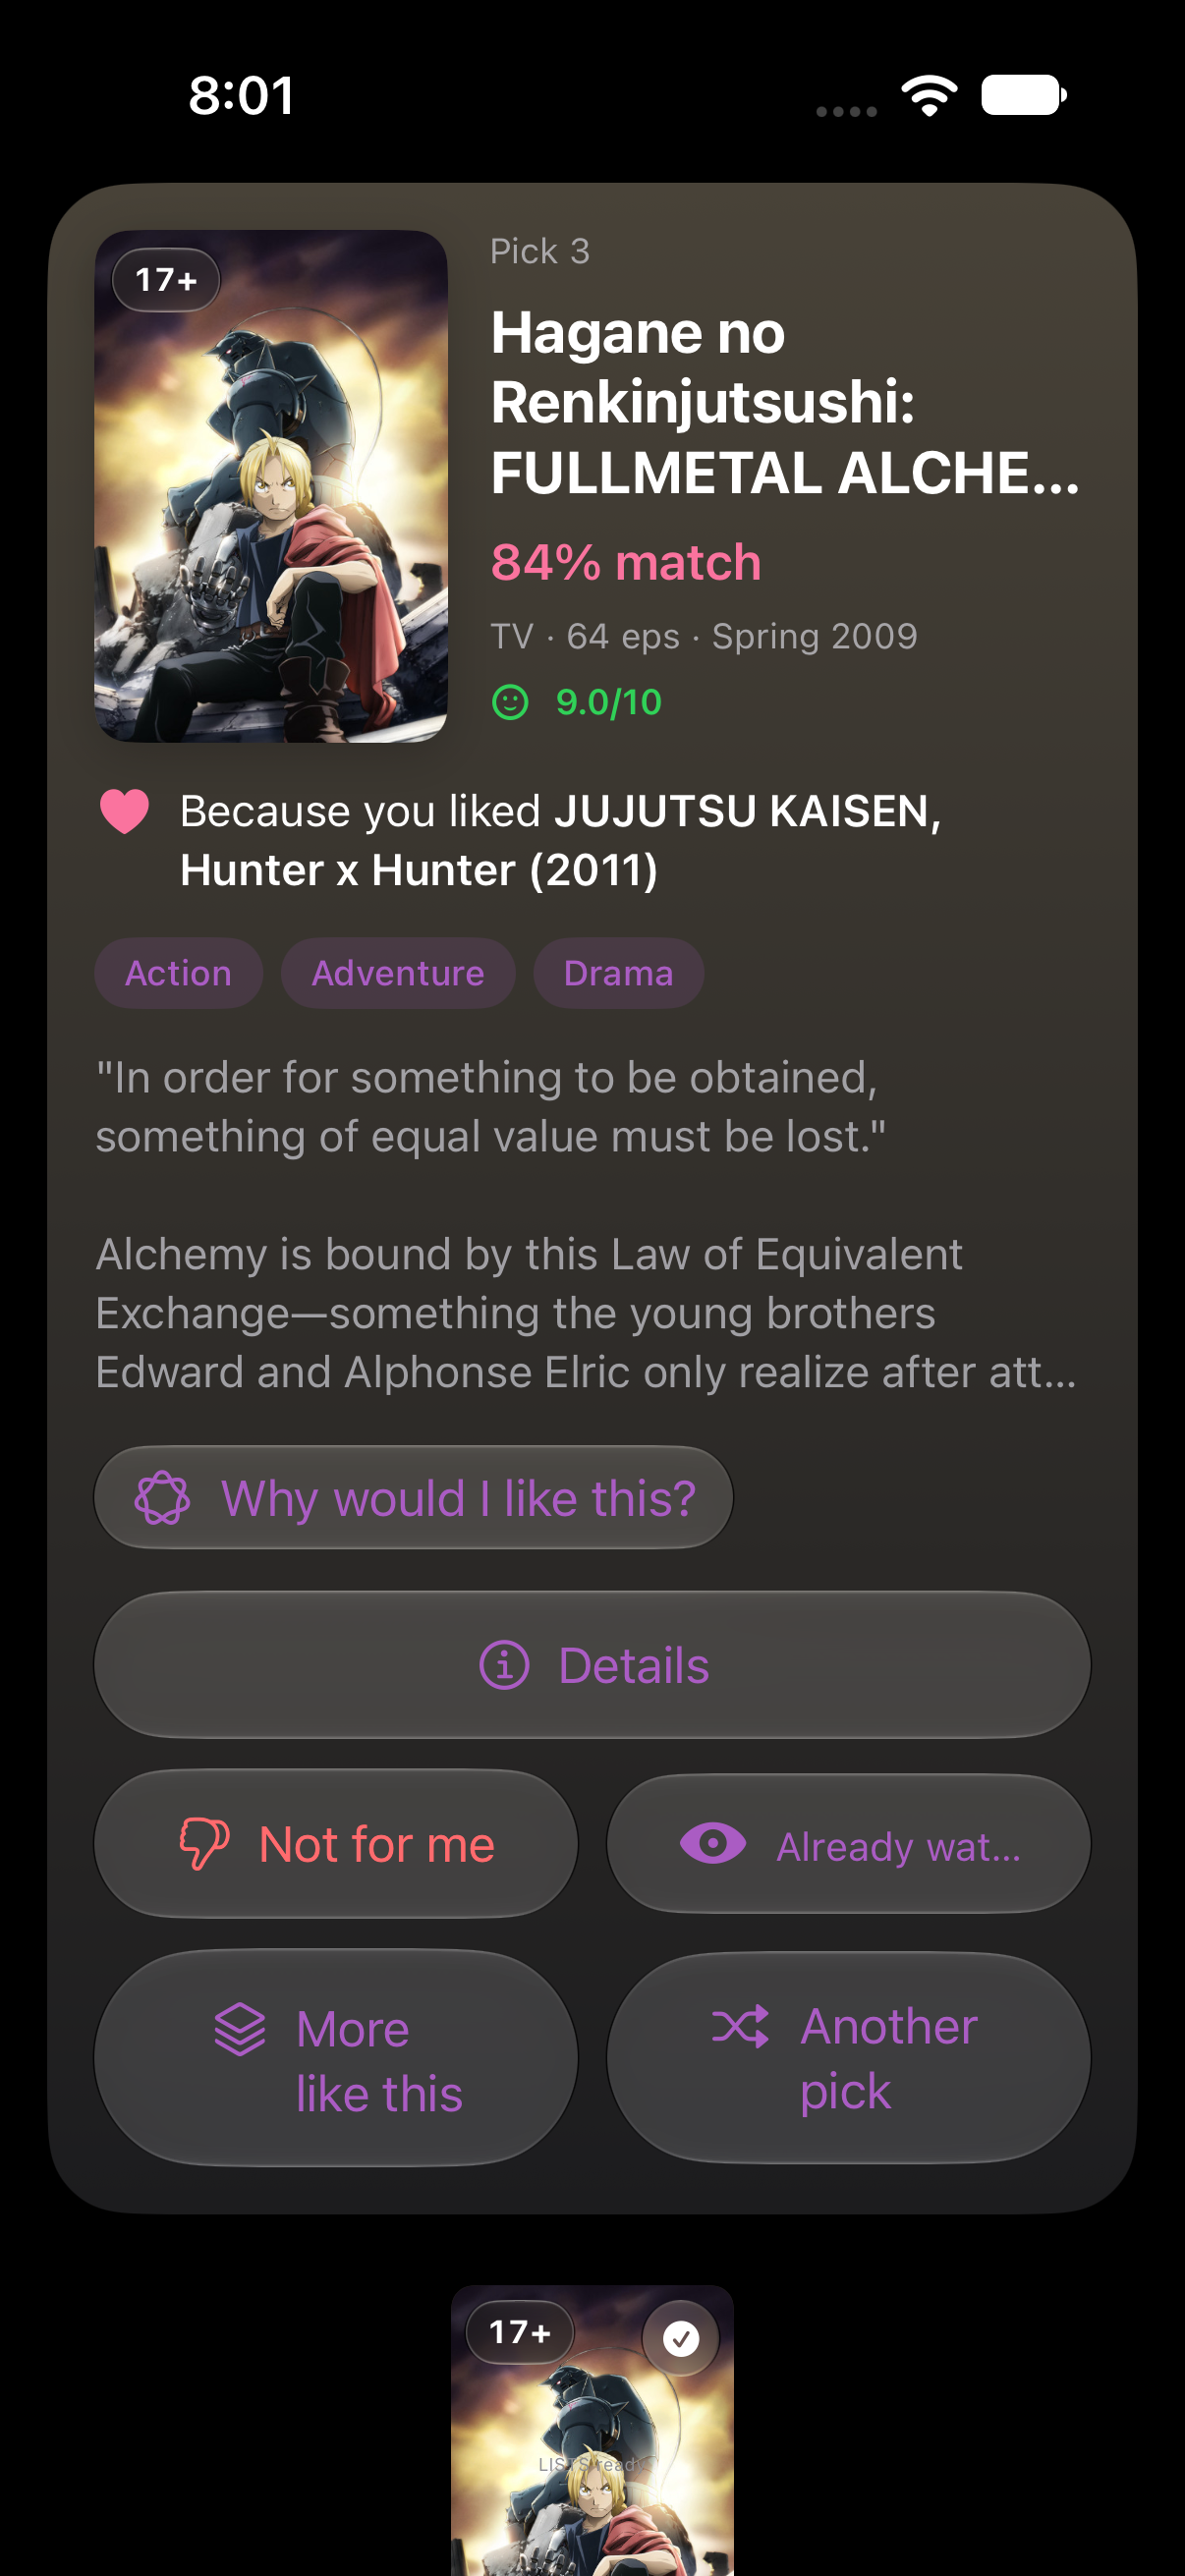 8:01
17+
Pick 3
Hagane no
Renkinjutsushi:
FULLMETAL ALCHE...
84% match
TV · 64 eps · Spring 2009
9.0/10
Because you liked JUJUTSU KAISEN,
Hunter x Hunter (2011)
Action Adventure Drama
"In order for something to be obtained,
something of equal value must be lost."
Alchemy is bound by this Law of Equivalent
Exchange—something the young brothers
Edward and Alphonse Elric only realize after att...
Why would I like this?
Details
Not for me
Already wat...
More
like this
Another
pick
17+
LISTS